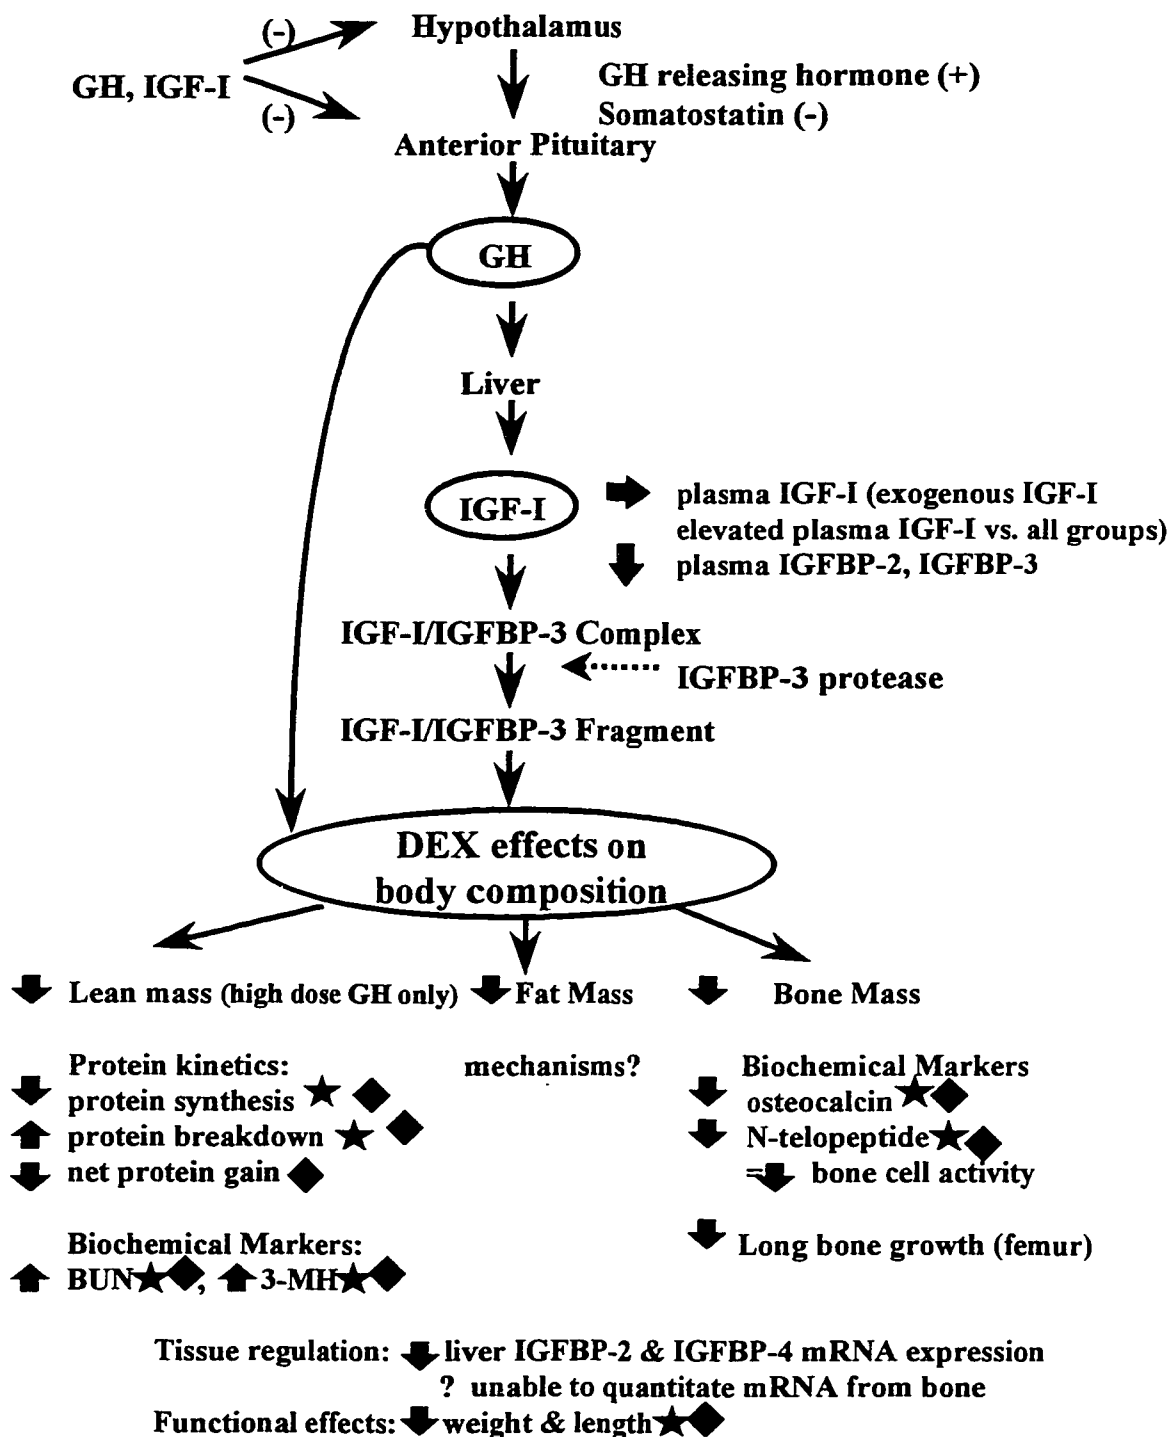 (-)
Hypothalamus
GH, IGF-I
(-)
GH releasing hormone (+)
Somatostatin (-)
Anterior Pituitary
GH
Liver
IGF-I
plasma IGF-I (exogenous IGF-I
elevated plasma IGF-I vs. all groups)
plasma IGFBP-2, IGFBP-3
IGF-I/IGFBP-3 Complex
IGFBP-3 protease
IGF-I/IGFBP-3 Fragment
DEX effects on
body composition
Lean mass (high dose GH only)
Fat Mass
Bone Mass
Protein kinetics:
protein synthesis
protein breakdown
net protein gain
mechanisms?
Biochemical Markers
osteocalcin
N-telopeptide
= bone cell activity
Long bone growth (femur)
Biochemical Markers:
BUN, 3-MH
Tissue regulation: liver IGFBP-2 & IGFBP-4 mRNA expression
? unable to quantitate mRNA from bone
Functional effects: weight & length